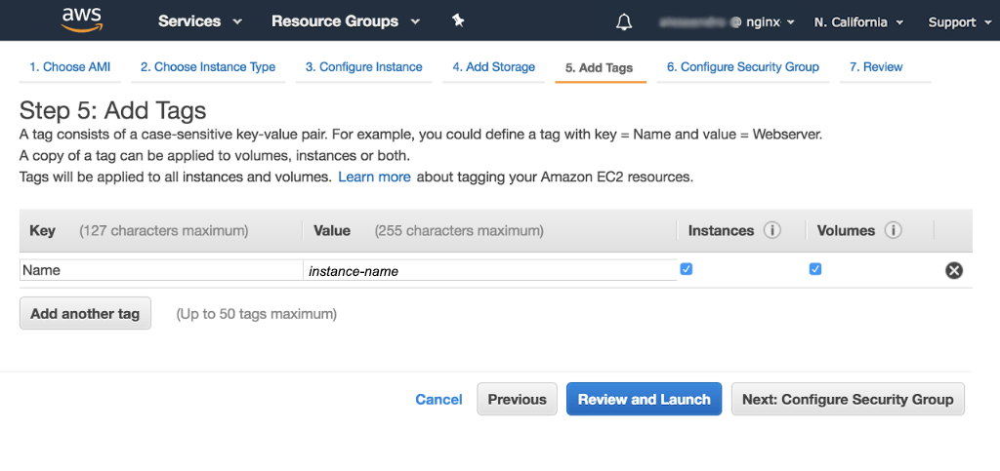 aws Services Resource Groups @ nginx N. California Support
1. Choose AMI 2. Choose Instance Type 3. Configure Instance 4. Add Storage 5. Add Tags 6. Configure Security Group 7. Review
Step 5: Add Tags
A tag consists of a case-sensitive key-value pair. For example, you could define a tag with key = Name and value = Webserver.
A copy of a tag can be applied to volumes, instances or both.
Tags will be applied to all instances and volumes. Learn more about tagging your Amazon EC2 resources.
Key (127 characters maximum) Value (255 characters maximum) Instances i Volumes i
Name instance-name
Add another tag (Up to 50 tags maximum)
Cancel Previous Review and Launch Next: Configure Security Group